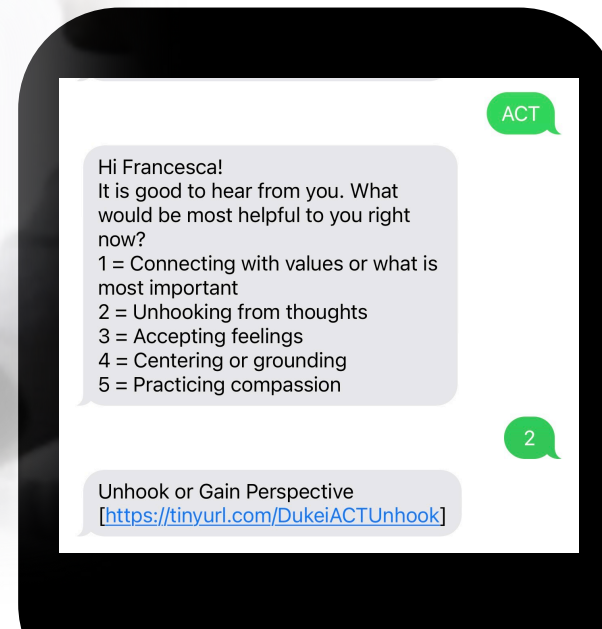 ACT
Hi Francesca!
It is good to hear from you. What
would be most helpful to you right
now?
1 = Connecting with values or what is
most important
2 = Unhooking from thoughts
3 = Accepting feelings
4 = Centering or grounding
5 = Practicing compassion
2
Unhook or Gain Perspective
[https://tinyurl.com/DukeiACTUnhook]